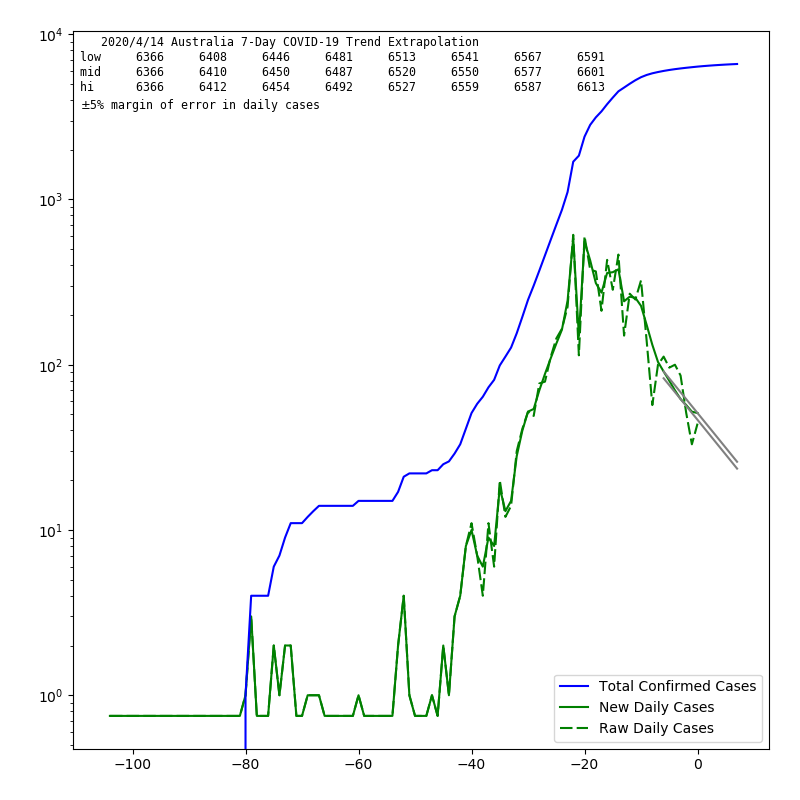 2020/4/14 Australia 7-Day COVID-19 Trend Extrapolation
low 6366 6408 6446 6481 6513 6541 6567 6591
mid 6366 6410 6450 6487 6520 6550 6577 6601
hi 6366 6412 6454 6492 6527 6559 6587 6613
±5% margin of error in daily cases
10⁴
10³
10²
10¹
10⁰
Total Confirmed Cases
New Daily Cases
Raw Daily Cases
−100 −80 −60 −40 −20 0